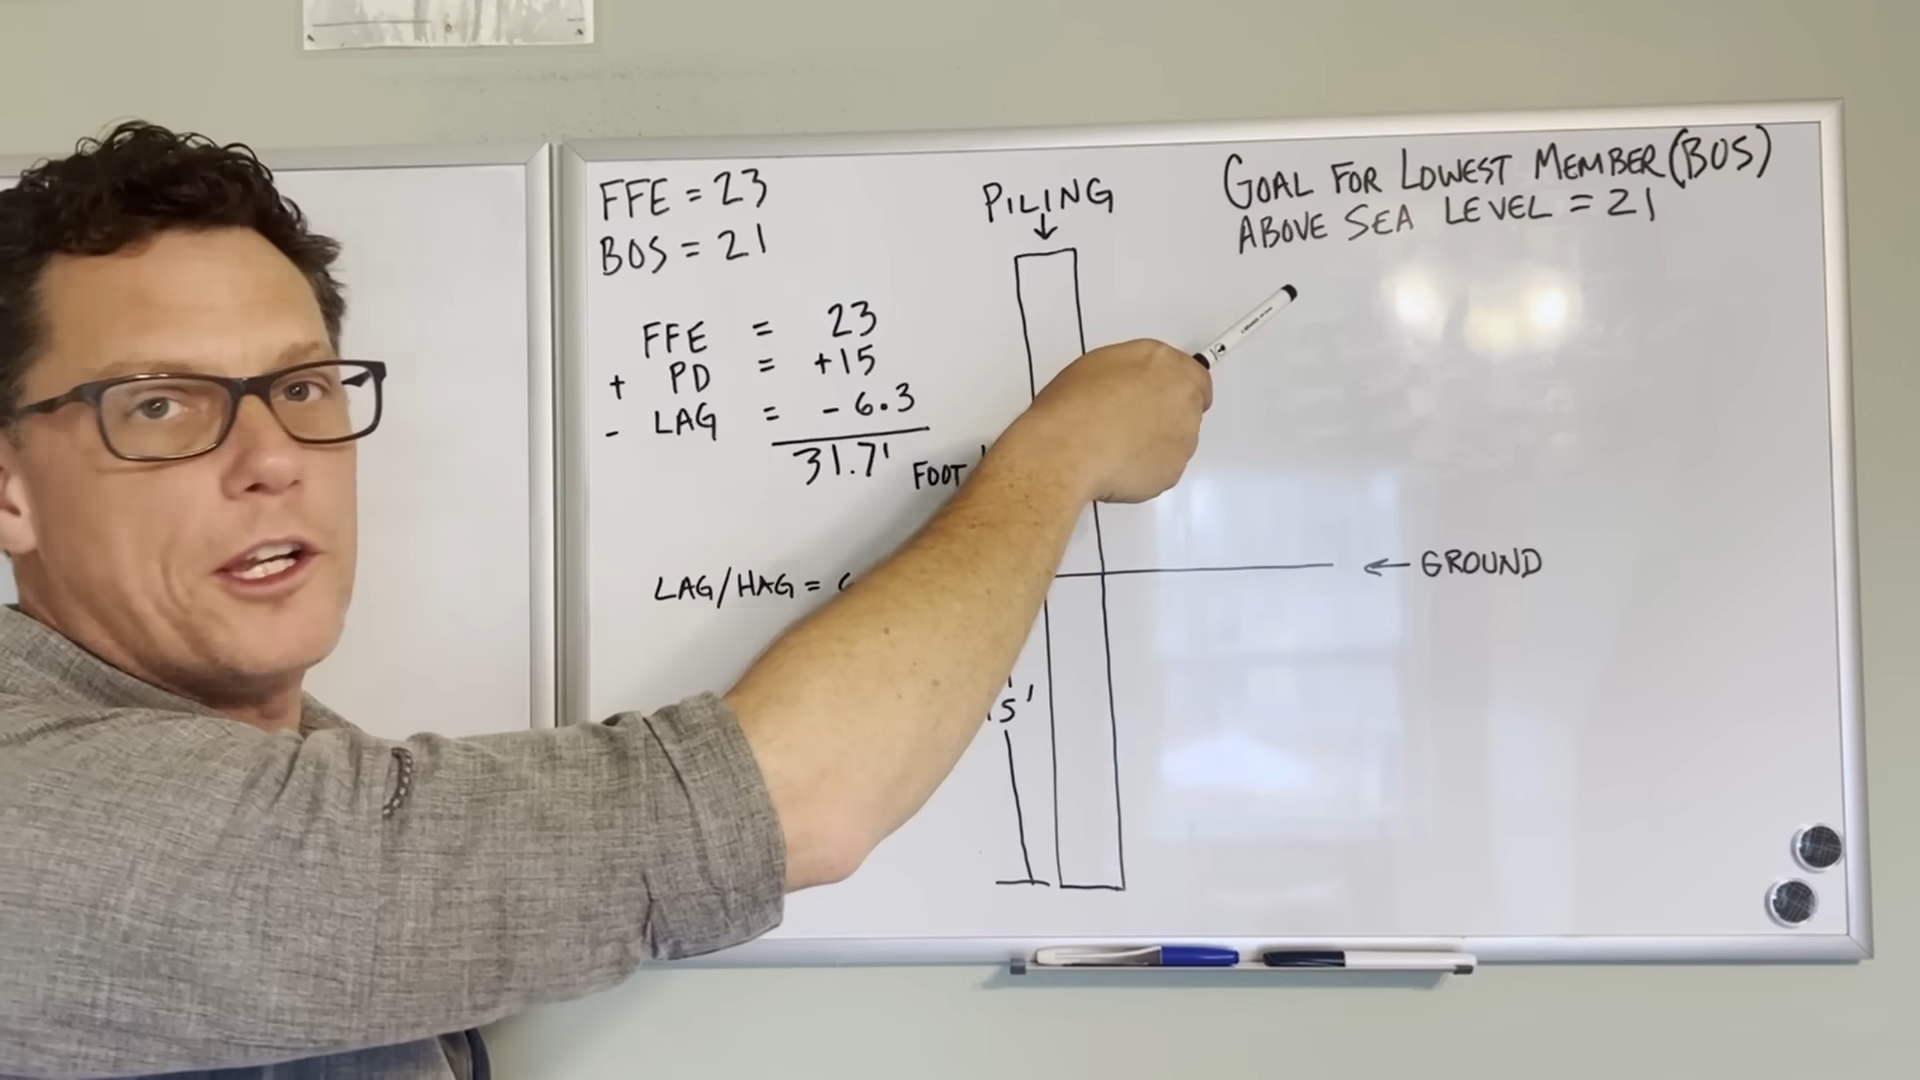 FFE = 23
BOS = 21
FFE = 23
+ PD = +15
- LAG = - 6.3
31.7' FOOT
LAG/HAG =
PILING
↓
GOAL FOR LOWEST MEMBER (BOS)
ABOVE SEA LEVEL = 21
← GROUND
5'